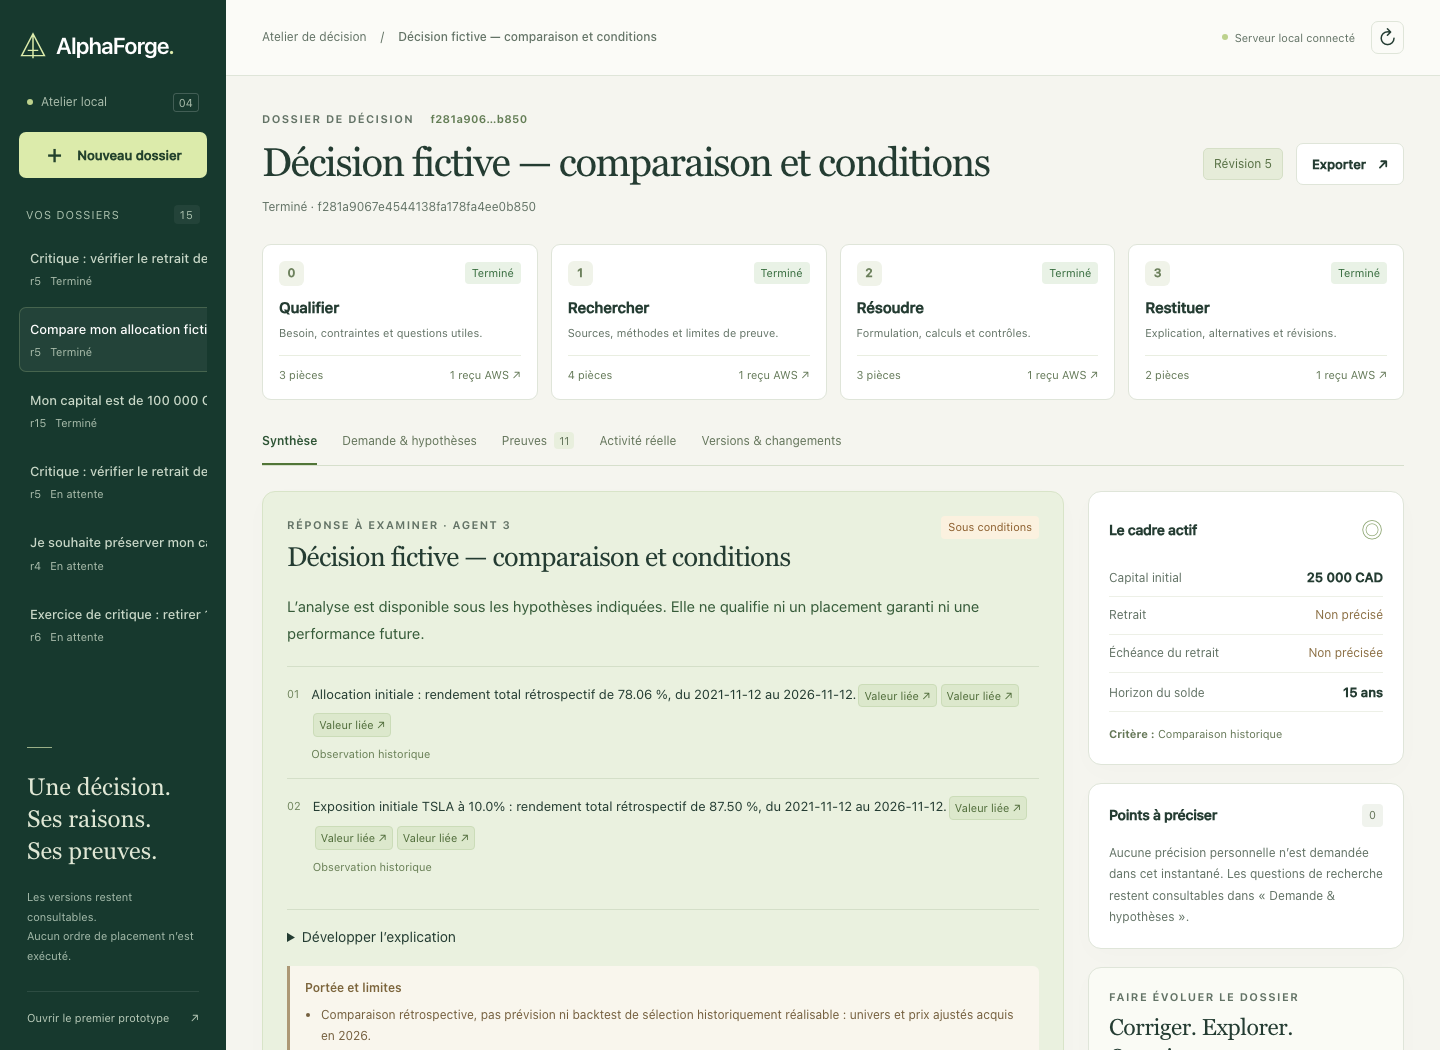 AlphaForge.
Atelier local 04
Nouveau dossier
VOS DOSSIERS 15
Critique : vérifier le retrait de
r5 Terminé
Compare mon allocation ficti
r5 Terminé
Mon capital est de 100 000 C
r15 Terminé
Critique : vérifier le retrait de
r5 En attente
Je souhaite préserver mon ca
r4 En attente
Exercice de critique : retirer
r6 En attente
Une décision.
Ses raisons.
Ses preuves.
Les versions restent
consultables.
Aucun ordre de placement n'est
exécuté.
Ouvrir le premier prototype ↗
Atelier de décision / Décision fictive — comparaison et conditions
Serveur local connecté
DOSSIER DE DÉCISION f281a906…b850
Décision fictive — comparaison et conditions
Révision 5
Exporter ↗
Terminé · f281a9067e4544138fa178fa4ee0b850
0 Terminé
Qualifier
Besoin, contraintes et questions utiles.
3 pièces 1 reçu AWS ↗
1 Terminé
Rechercher
Sources, méthodes et limites de preuve.
4 pièces 1 reçu AWS ↗
2 Terminé
Résoudre
Formulation, calculs et contrôles.
3 pièces 1 reçu AWS ↗
3 Terminé
Restituer
Explication, alternatives et révisions.
2 pièces 1 reçu AWS ↗
Synthèse Demande & hypothèses Preuves 11 Activité réelle Versions & changements
RÉPONSE À EXAMINER · AGENT 3
Sous conditions
Décision fictive — comparaison et conditions
L'analyse est disponible sous les hypothèses indiquées. Elle ne qualifie ni un placement garanti ni une
performance future.
01 Allocation initiale : rendement total rétrospectif de 78.06 %, du 2021-11-12 au 2026-11-12. Valeur liée ↗ Valeur liée ↗
Valeur liée ↗
Observation historique
02 Exposition initiale TSLA à 10.0% : rendement total rétrospectif de 87.50 %, du 2021-11-12 au 2026-11-12. Valeur liée ↗
Valeur liée ↗ Valeur liée ↗
Observation historique
▶ Développer l'explication
Portée et limites
• Comparaison rétrospective, pas prévision ni backtest de sélection historiquement réalisable : univers et prix ajustés acquis
en 2026.
Le cadre actif
Capital initial 25 000 CAD
Retrait Non précisé
Échéance du retrait Non précisée
Horizon du solde 15 ans
Critère : Comparaison historique
Points à préciser 0
Aucune précision personnelle n'est demandée
dans cet instantané. Les questions de recherche
restent consultables dans « Demande &
hypothèses ».
FAIRE ÉVOLUER LE DOSSIER
Corriger. Explorer.